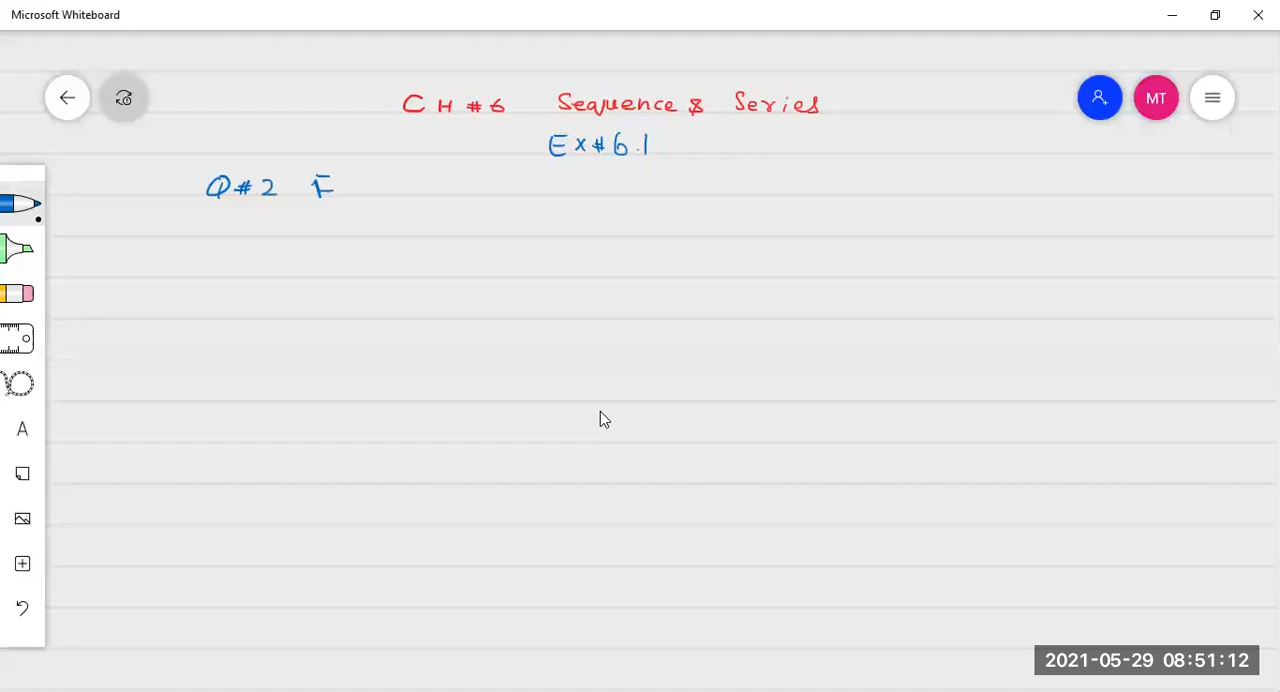 Microsoft Whiteboard
CH#6 Sequence & Series
MT
Ex#6.1
Q#2 F
A
2021-05-29 08:51:12